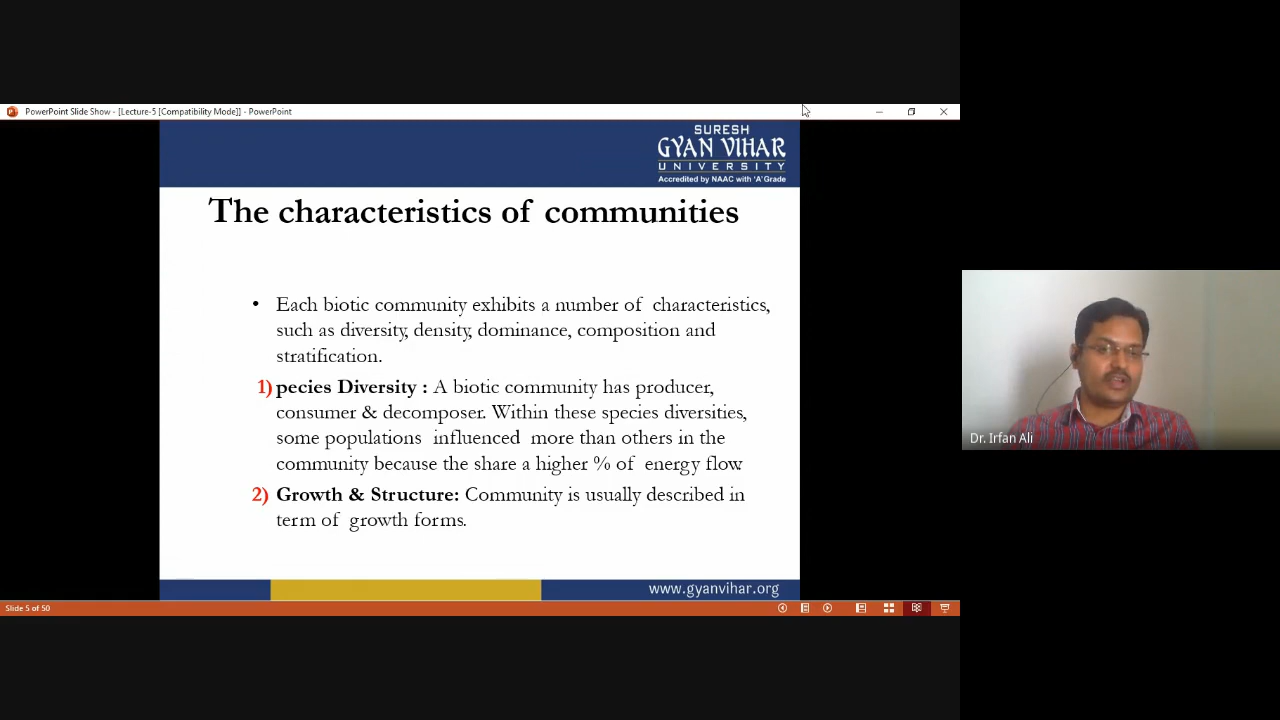 PowerPoint Slide Show - [Lecture-5 [Compatibility Mode]] - PowerPoint
SURESH
GYAN VIHAR
UNIVERSITY
Accredited by NAAC with 'A' Grade
The characteristics of communities
• Each biotic community exhibits a number of characteristics,
such as diversity, density, dominance, composition and
stratification.
1) pecies Diversity : A biotic community has producer,
consumer & decomposer. Within these species diversities,
some populations influenced more than others in the
community because the share a higher % of energy flow
2) Growth & Structure: Community is usually described in
term of growth forms.
www.gyanvihar.org
Slide 5 of 50
Dr. Irfan Ali